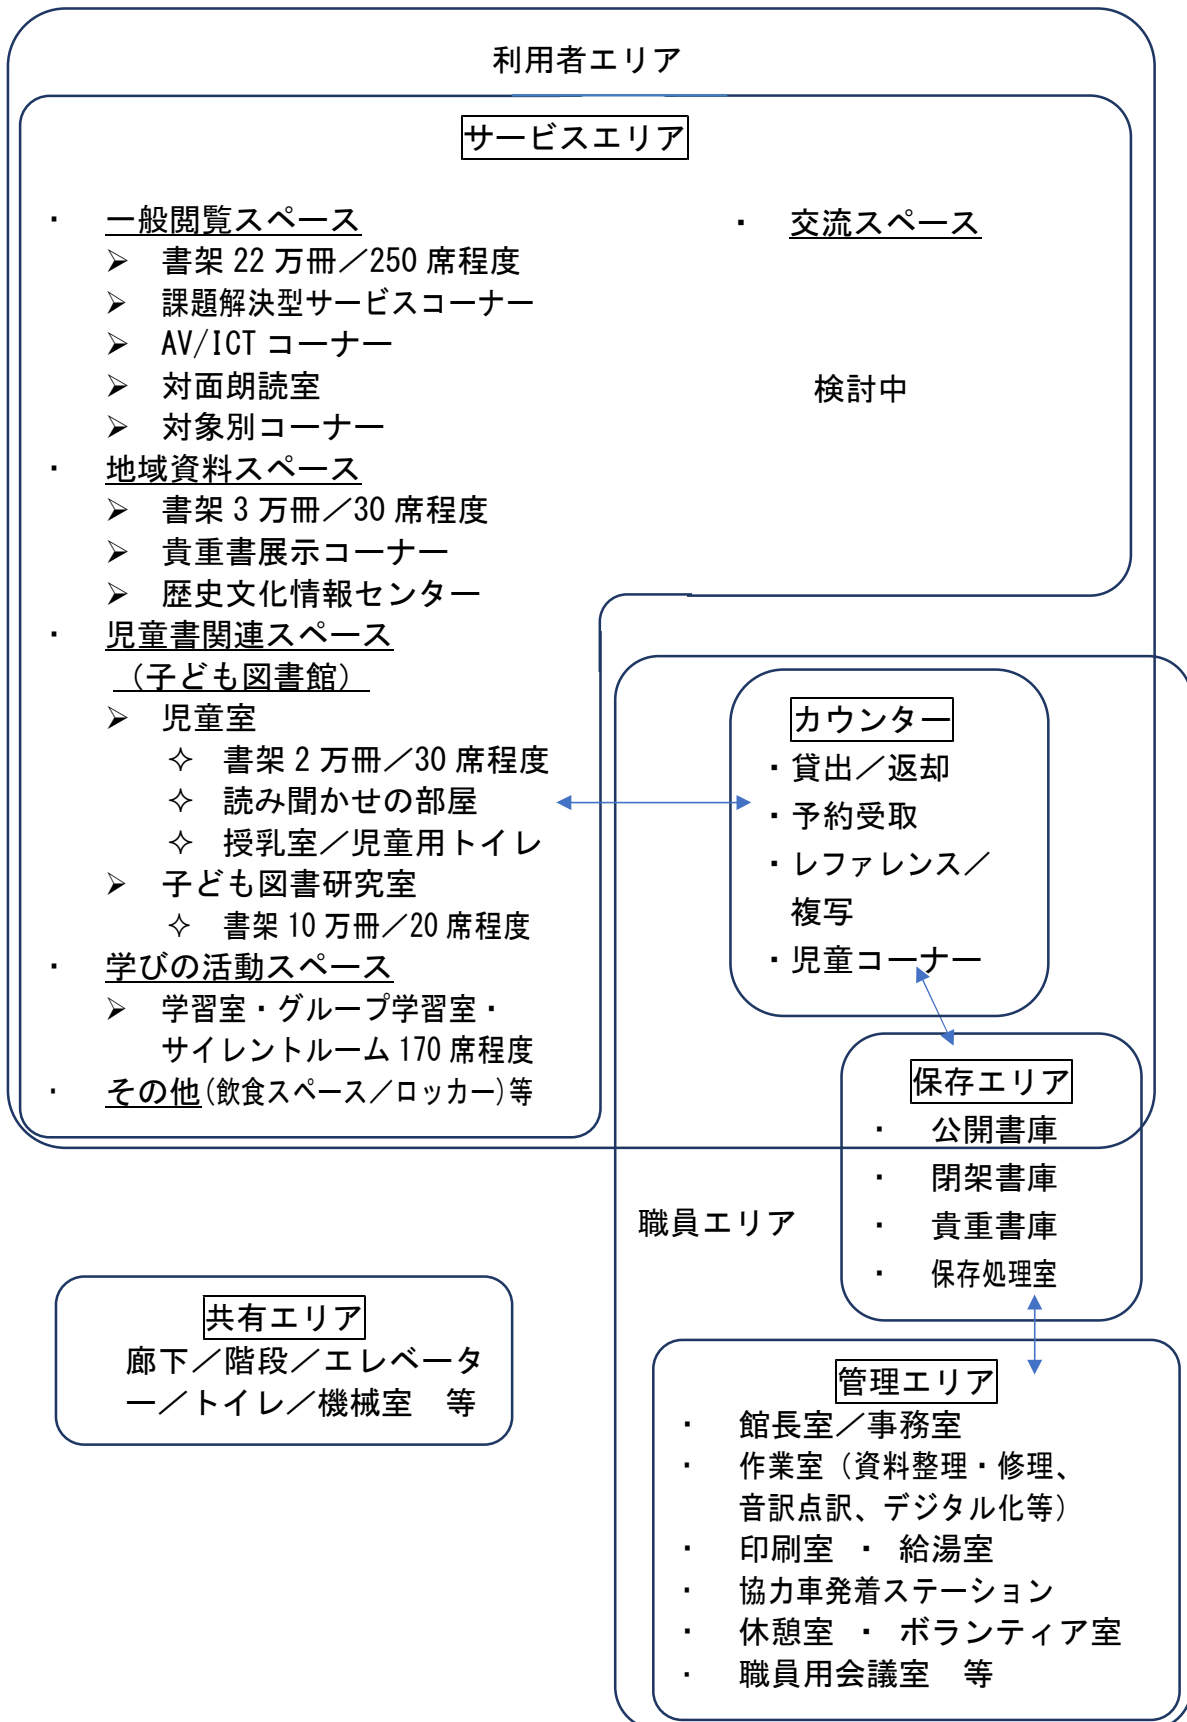 利用者エリア
サービスエリア
・ 一般閲覧スペース
➢ 書架 22 万冊／250 席程度
➢ 課題解決型サービスコーナー
➢ AV/ICT コーナー
➢ 対面朗読室
➢ 対象別コーナー
・ 地域資料スペース
➢ 書架 3 万冊／30 席程度
➢ 貴重書展示コーナー
➢ 歴史文化情報センター
・ 児童書関連スペース
（子ども図書館）
➢ 児童室
✧ 書架 2 万冊／30 席程度
✧ 読み聞かせの部屋
✧ 授乳室／児童用トイレ
➢ 子ども図書研究室
✧ 書架 10 万冊／20 席程度
・ 学びの活動スペース
➢ 学習室・グループ学習室・
サイレントルーム 170 席程度
・ その他(飲食スペース／ロッカー)等
・ 交流スペース
検討中
カウンター
・貸出／返却
・予約受取
・レファレンス／
複写
・児童コーナー
保存エリア
・ 公開書庫
・ 閉架書庫
・ 貴重書庫
・ 保存処理室
職員エリア
共有エリア
廊下／階段／エレベータ
ー／トイレ／機械室 等
管理エリア
・ 館長室／事務室
・ 作業室（資料整理・修理、
音訳点訳、デジタル化等）
・ 印刷室 ・ 給湯室
・ 協力車発着ステーション
・ 休憩室 ・ ボランティア室
・ 職員用会議室 等